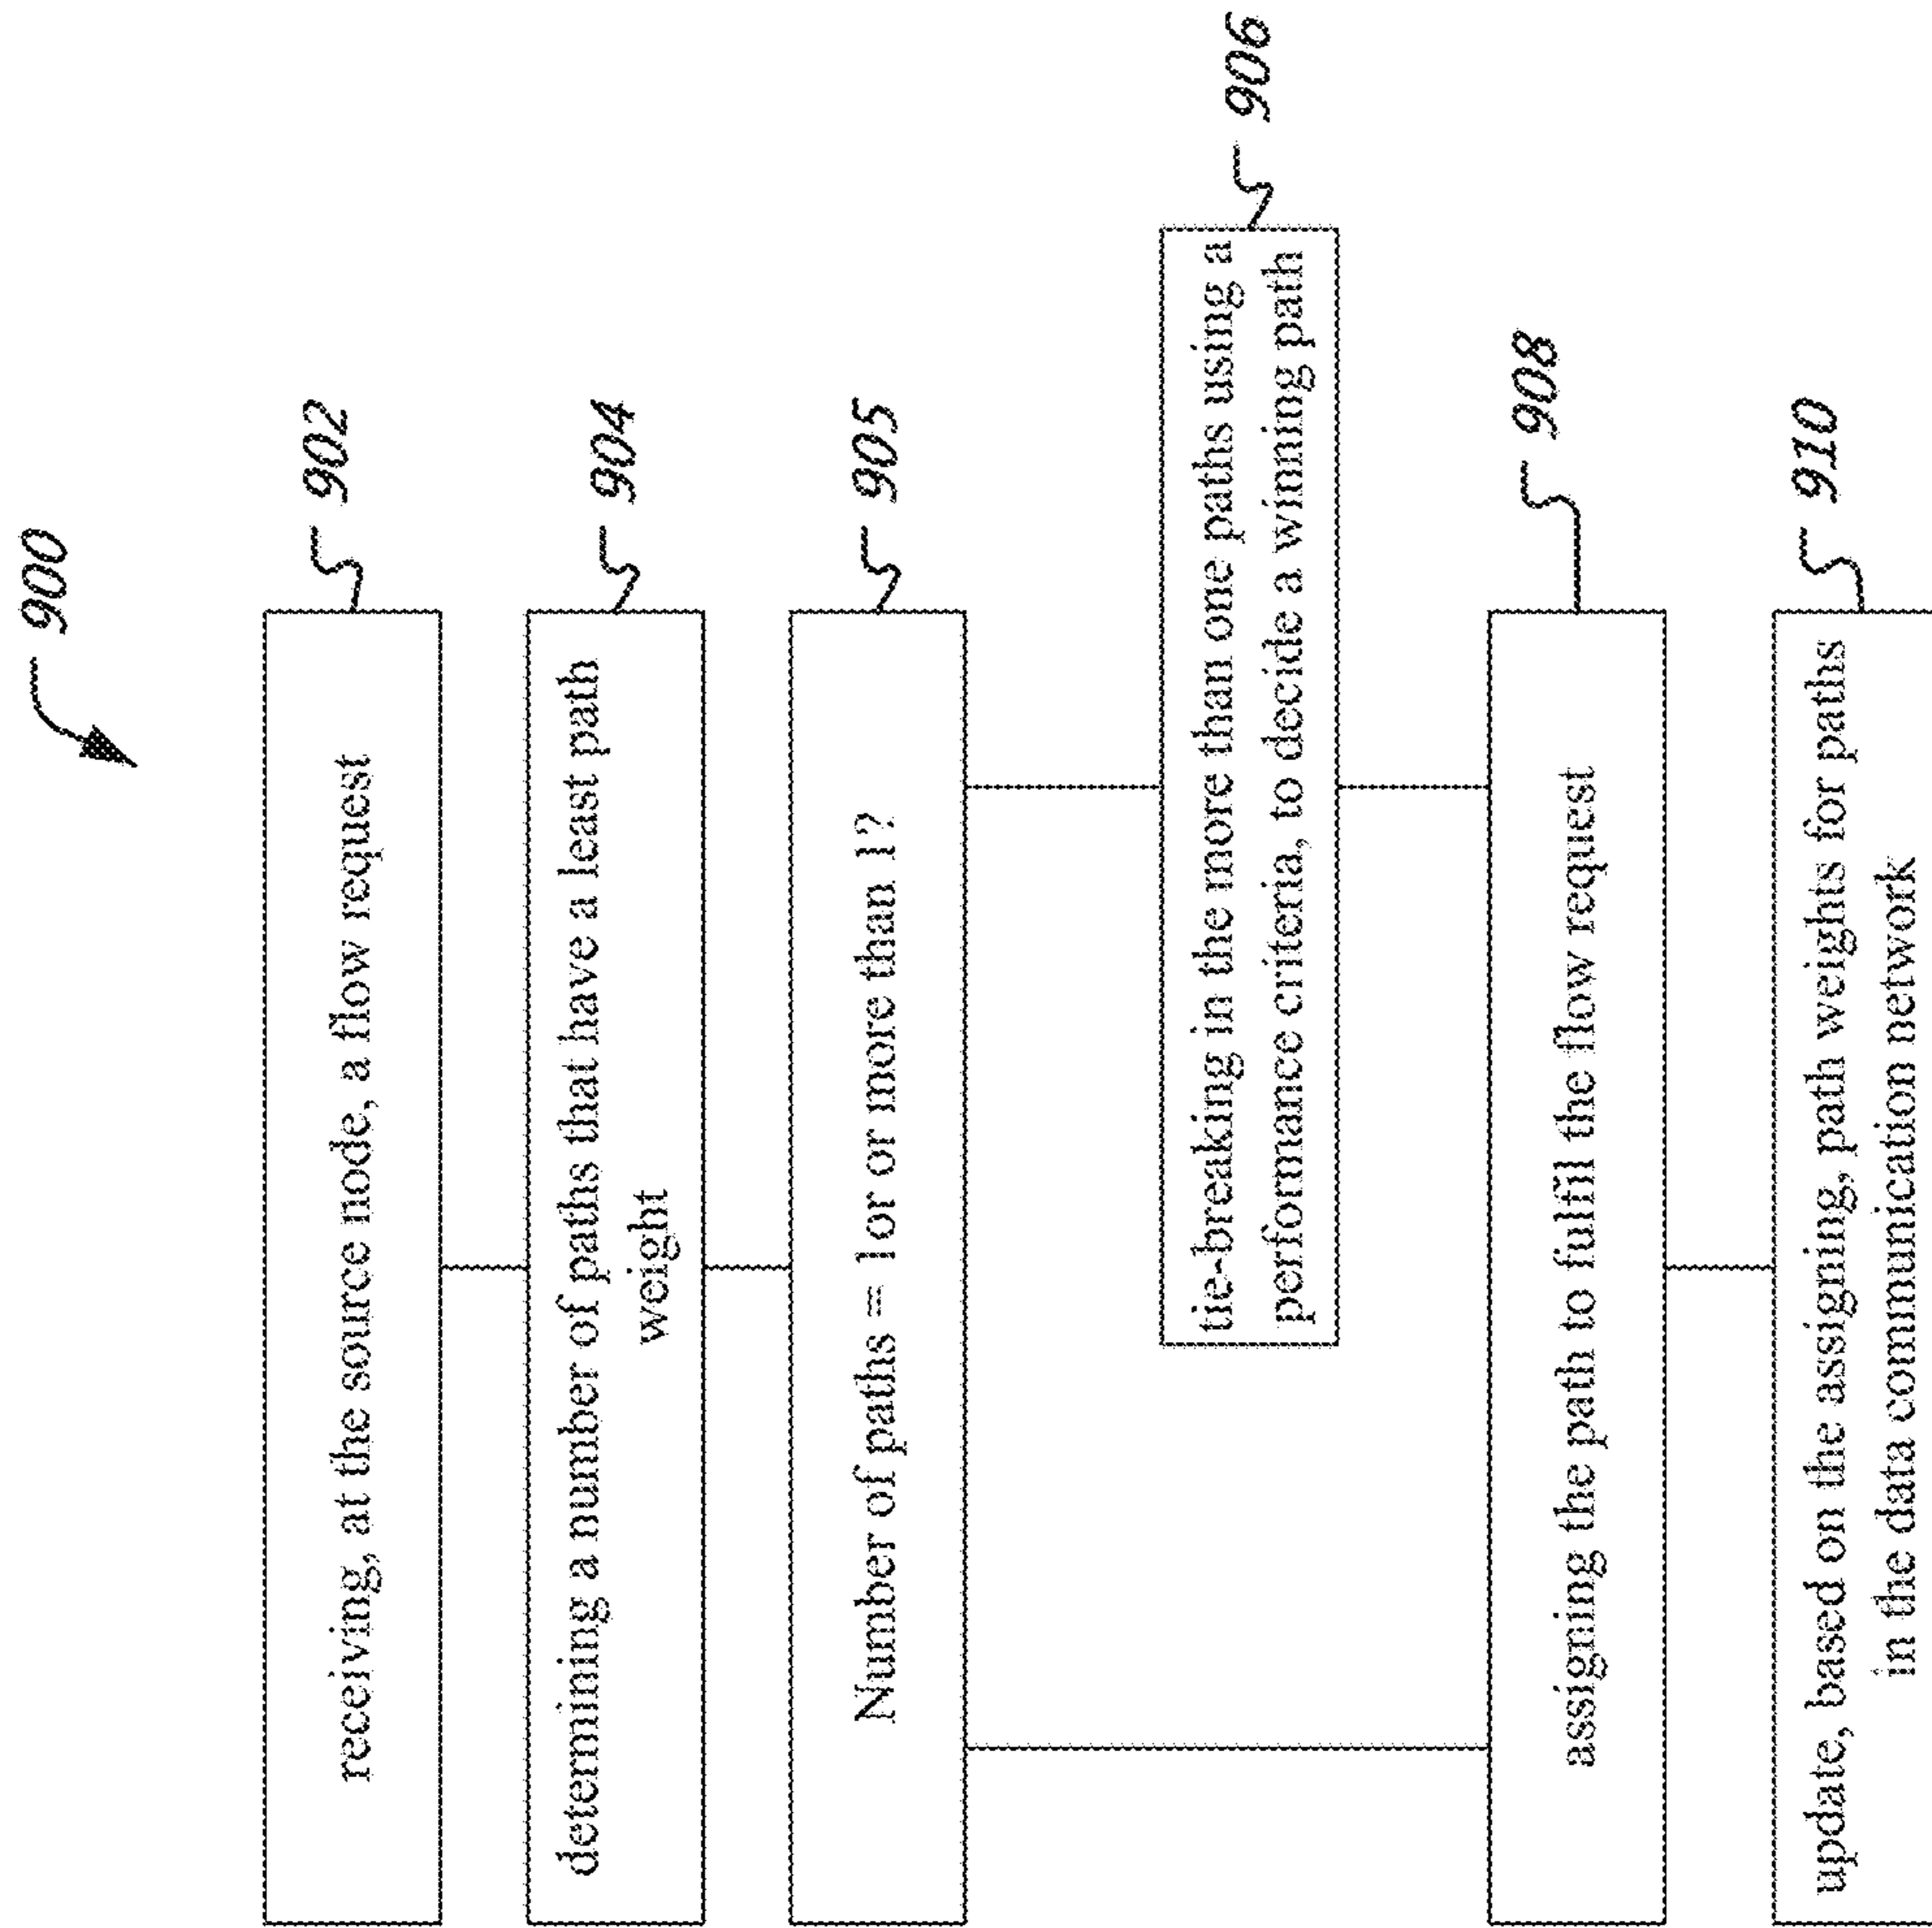 900
receiving, at the source node, a flow request
902
determining a number of paths that have a least path
weight
904
Number of paths = 1or or more than 1?
905
tie-breaking in the more than one paths using a
performance criteria, to decide a winning path
906
assigning the path to fulfil the flow request
908
update, based on the assigning, path weights for paths
in the data communication network
910